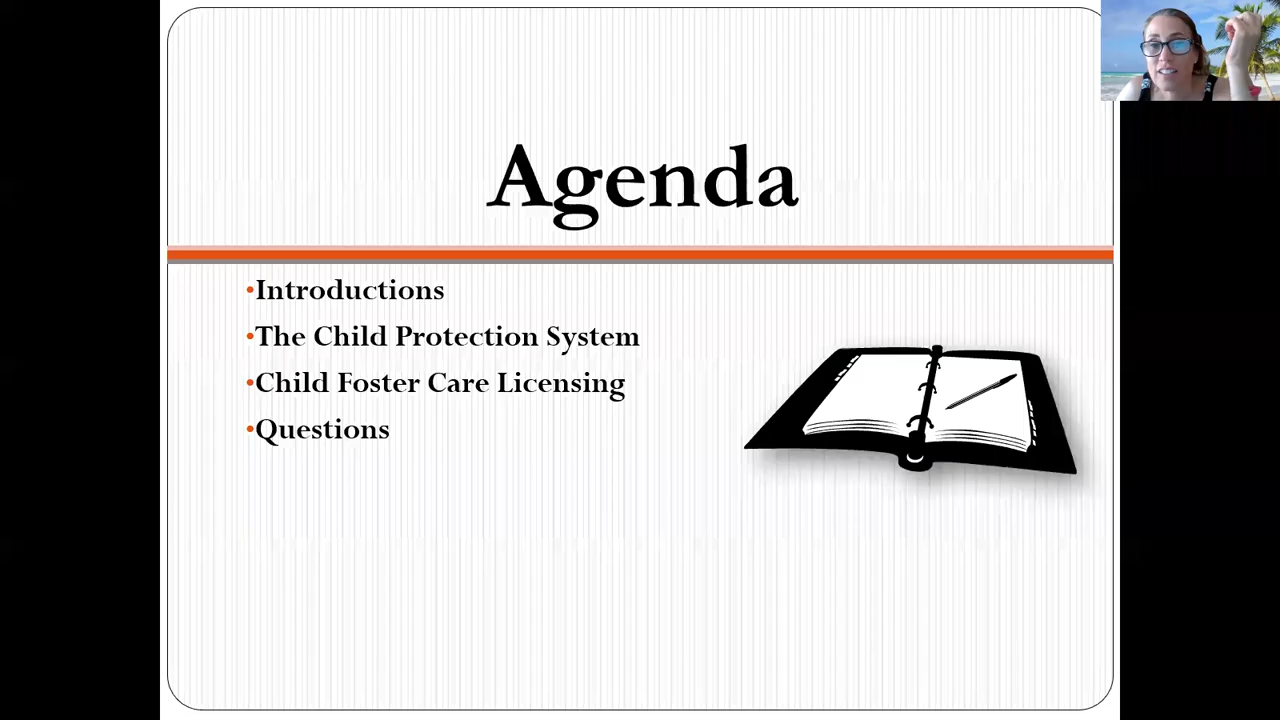 Agenda
•Introductions
•The Child Protection System
•Child Foster Care Licensing
•Questions